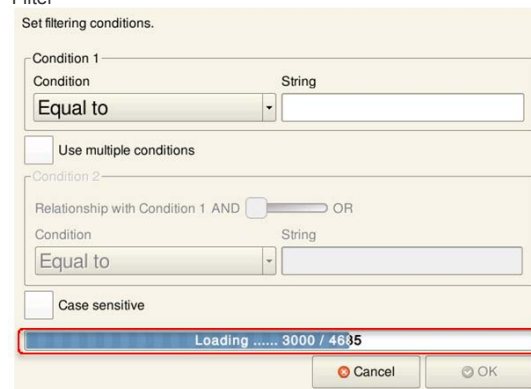 Filter
Set filtering conditions.
Condition 1
Condition String
Equal to
Use multiple conditions
Condition 2
Relationship with Condition 1 AND OR
Condition String
Equal to
Case sensitive
Loading ...... 3000 / 4685
Cancel OK